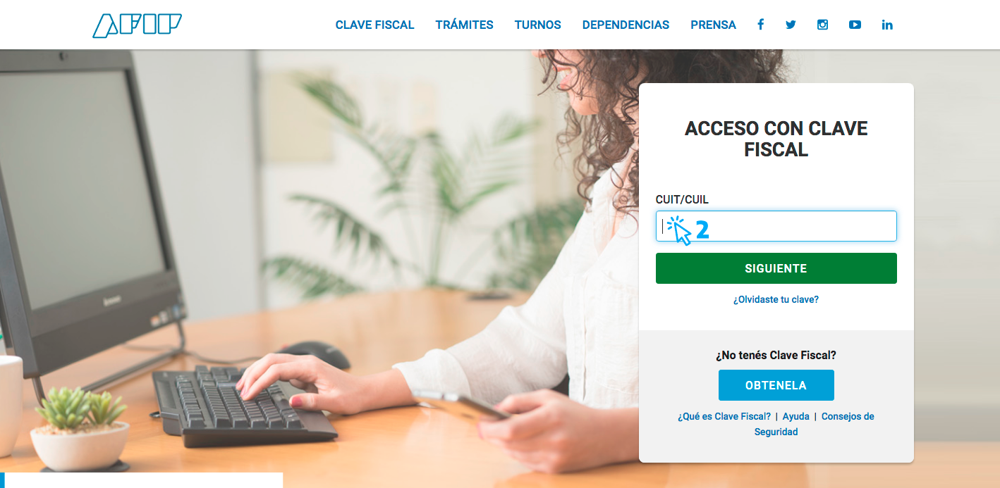 AFIP
CLAVE FISCAL TRÁMITES TURNOS DEPENDENCIAS PRENSA
ACCESO CON CLAVE
FISCAL
CUIT/CUIL
2
SIGUIENTE
¿Olvidaste tu clave?
¿No tenés Clave Fiscal?
OBTENELA
¿Qué es Clave Fiscal? | Ayuda | Consejos de
Seguridad